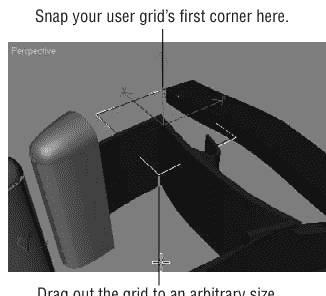 Snap your user grid's first corner here.
Perspective
Drag out the grid to an arbitrary size.